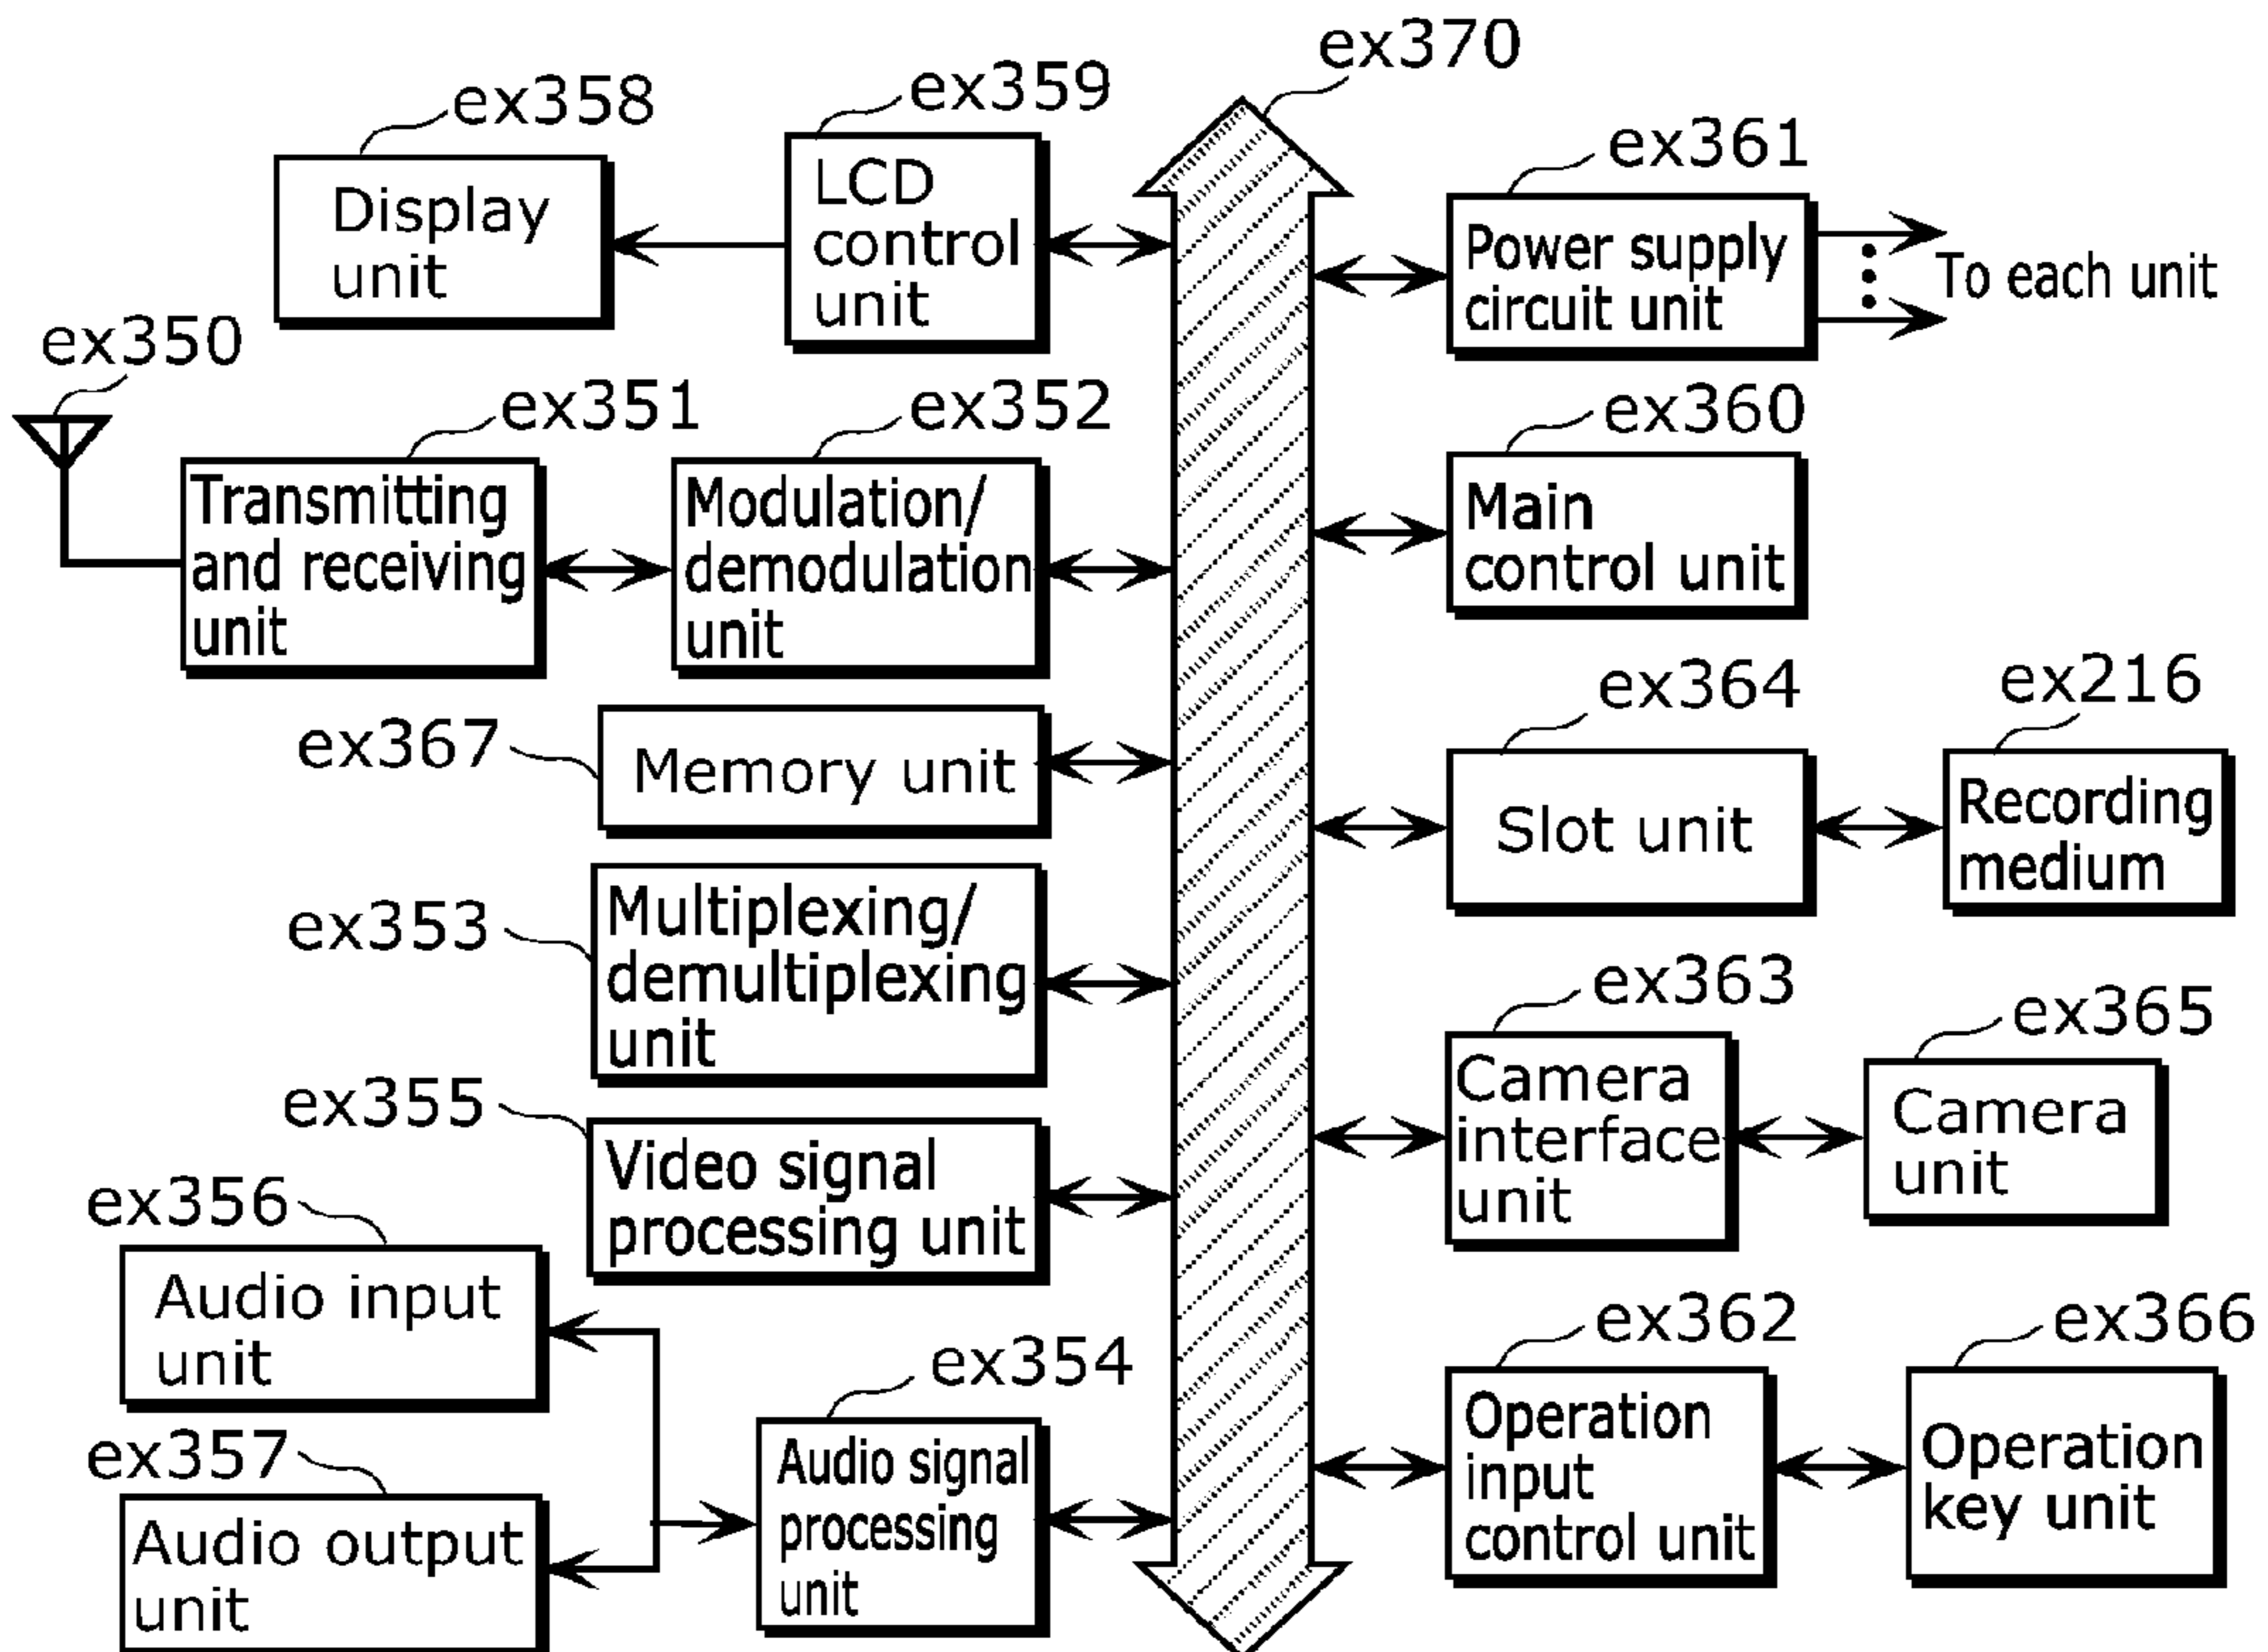 ex370
ex358
ex359
ex361
Display
unit
LCD
control
unit
Power supply
circuit unit
To each unit
ex350
ex351
ex352
ex360
Transmitting
and receiving
unit
Modulation/
demodulation
unit
Main
control unit
ex367
Memory unit
ex364
ex216
Slot unit
Recording
medium
ex353
Multiplexing/
demultiplexing
unit
ex363
ex365
Camera
interface
unit
Camera
unit
ex355
Video signal
processing unit
ex356
Audio input
unit
ex354
ex362
ex366
ex357
Audio output
unit
Audio signal
processing
unit
Operation
input
control unit
Operation
key unit